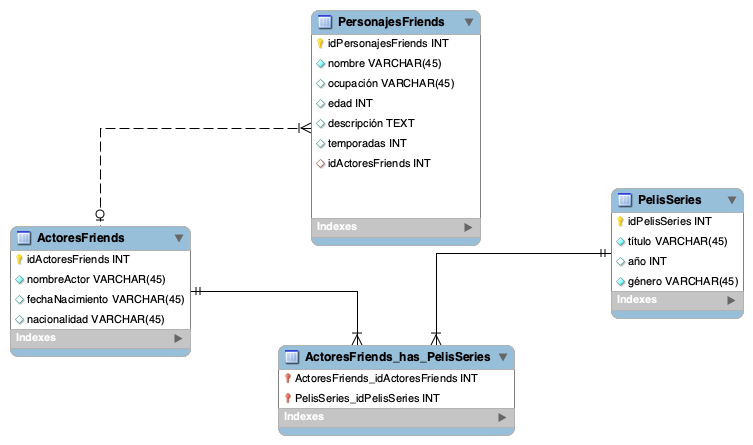 PersonajesFriends
idPersonajesFriends INT
nombre VARCHAR(45)
ocupación VARCHAR(45)
edad INT
descripción TEXT
temporadas INT
idActoresFriends INT
Indexes
ActoresFriends
idActoresFriends INT
nombreActor VARCHAR(45)
fechaNacimiento VARCHAR(45)
nacionalidad VARCHAR(45)
Indexes
PelisSeries
idPelisSeries INT
título VARCHAR(45)
año INT
género VARCHAR(45)
Indexes
ActoresFriends_has_PelisSeries
ActoresFriends_idActoresFriends INT
PelisSeries_idPelisSeries INT
Indexes